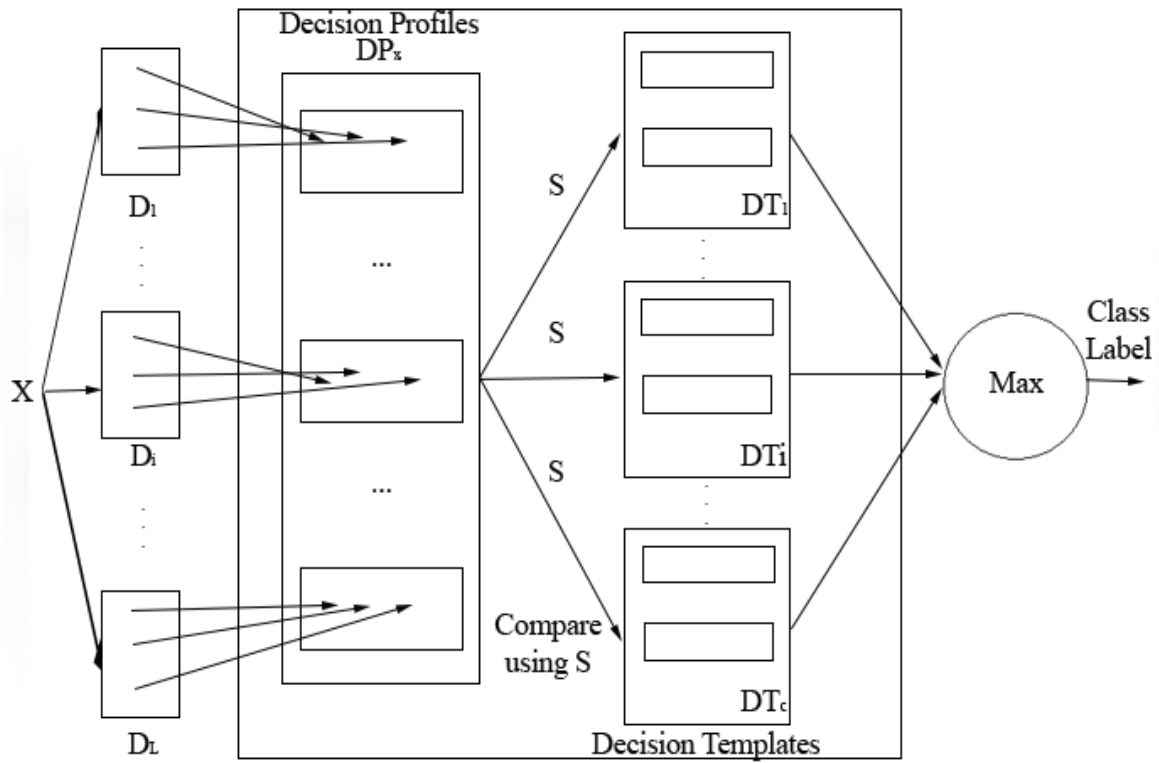 Decision Profiles
DPx
X
D1
Di
DL
...
...
S
S
S
Compare
using S
DT1
DTi
DTc
Decision Templates
Max
Class
Label